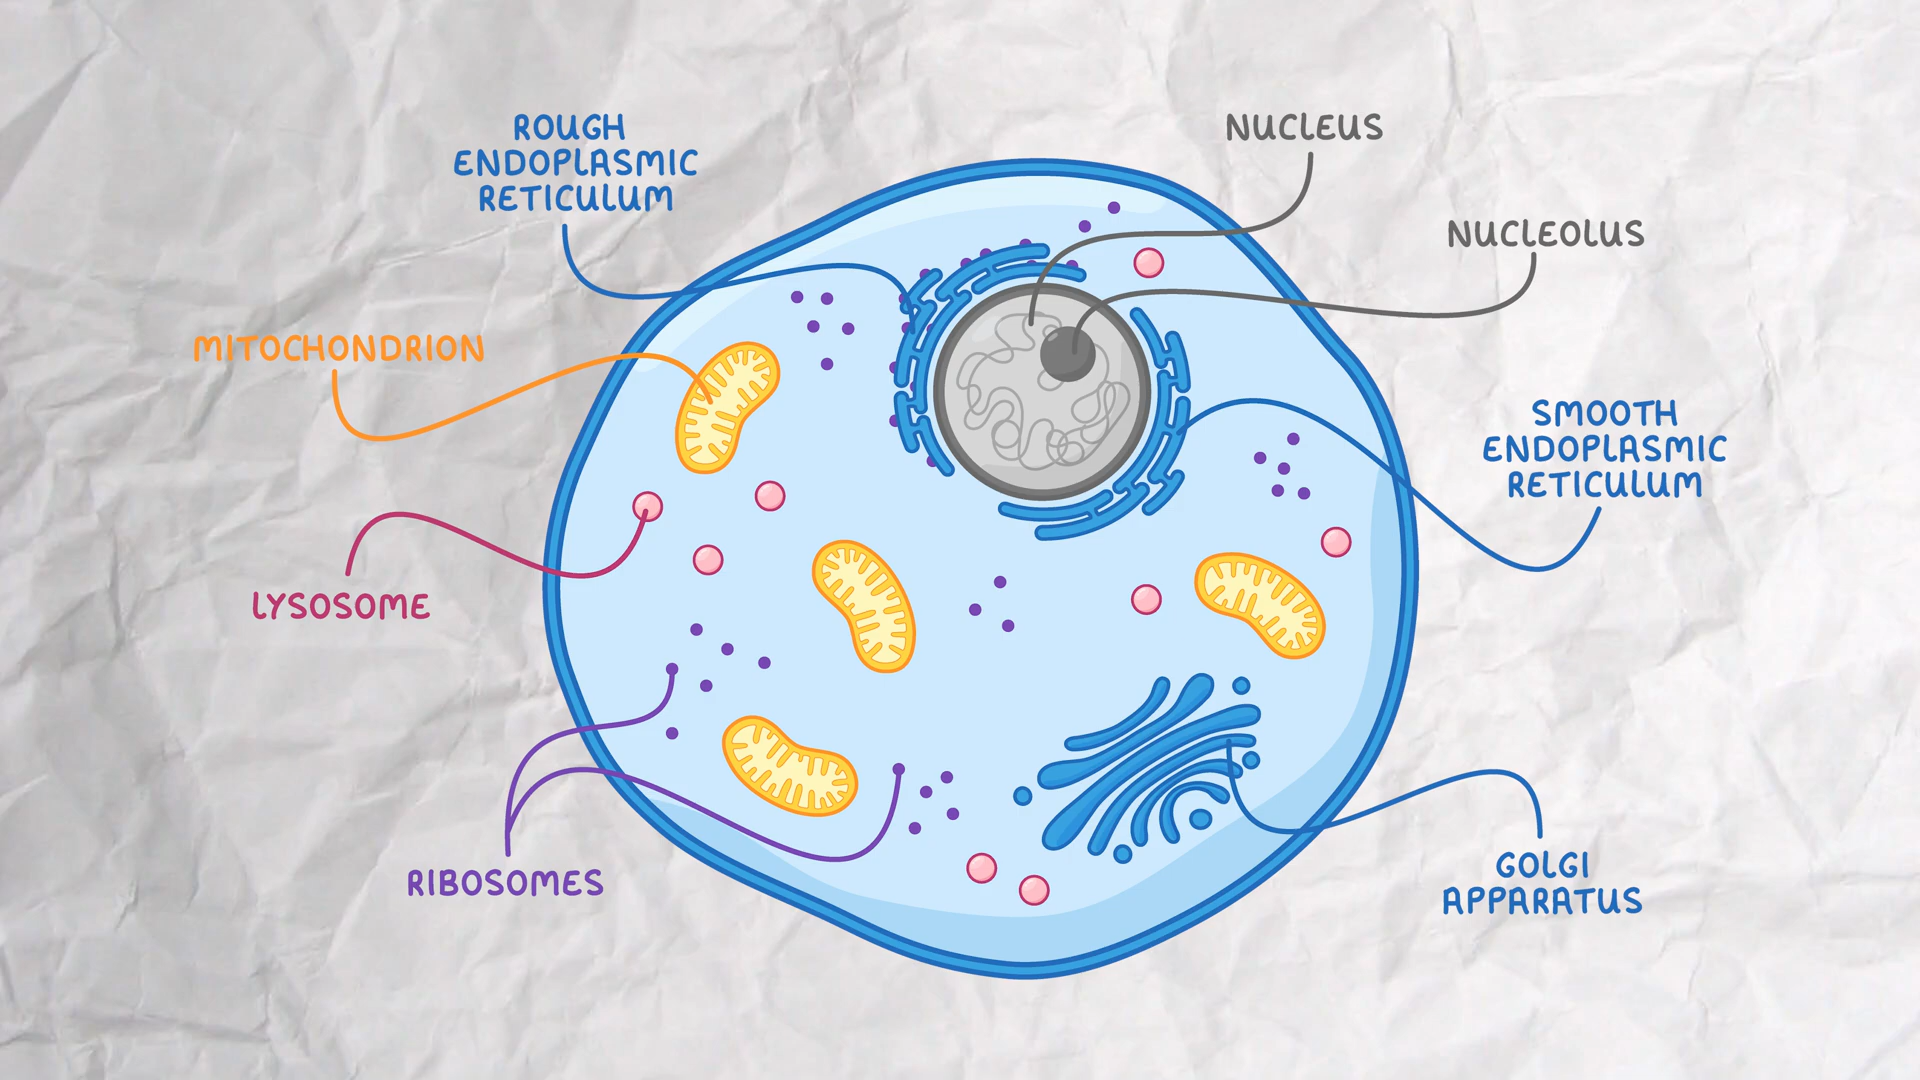 ROUGH
ENDOPLASMIC
RETICULUM
NUCLEUS
NUCLEOLUS
MITOCHONDRION
SMOOTH
ENDOPLASMIC
RETICULUM
LYSOSOME
RIBOSOMES
GOLGI
APPARATUS